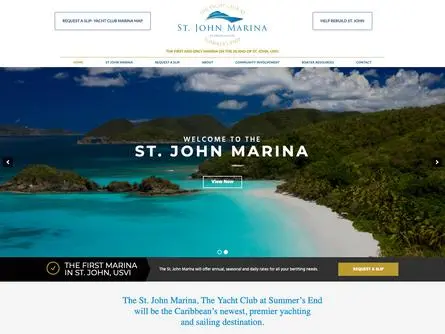 REQUEST A SLIP: YACHT CLUB MARINA MAP
ST. JOHN MARINA
SUMMER'S END
HELP REBUILD ST. JOHN
THE FIRST AND ONLY MARINA ON THE ISLAND OF ST. JOHN, USVI
HOME ST JOHN MARINA REQUEST A SLIP ABOUT COMMUNITY INVOLVEMENT BOATER RESOURCES CONTACT
WELCOME TO THE
ST. JOHN MARINA
View Now
THE FIRST MARINA
IN ST. JOHN, USVI
The St. John Marina will offer annual, seasonal and daily rates for all your berthing needs.
REQUEST A SLIP
The St. John Marina, The Yacht Club at Summer's End
will be the Caribbean's newest, premier yachting
and sailing destination.